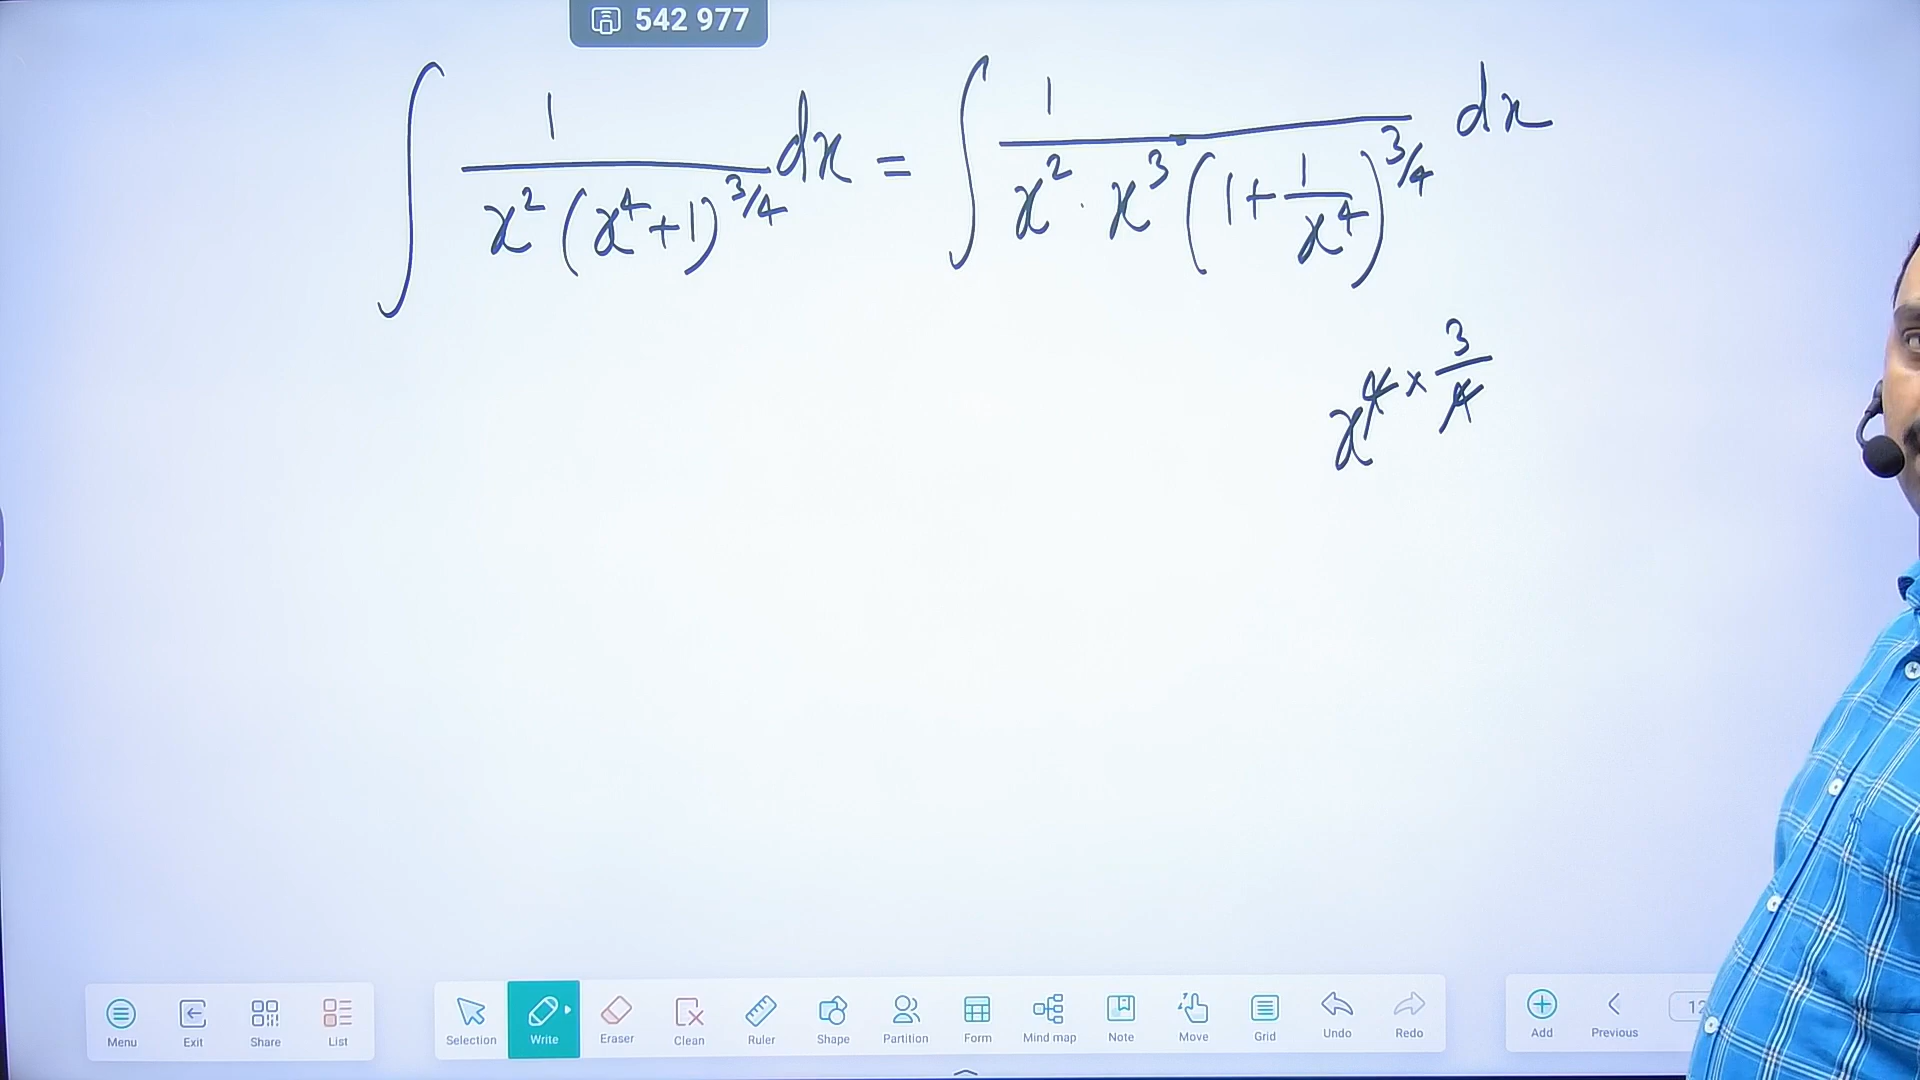 542 977
∫ 1/(x²(x⁴+1)^(3/4)) dx = ∫ 1/(x²·x³(1+1/x⁴)^(3/4)) dx
x^(4×3/4)
Menu Exit Share List Selection Write Eraser Clean Ruler Shape Partition Form Mind map Note Move Grid Undo Redo Add Previous 12